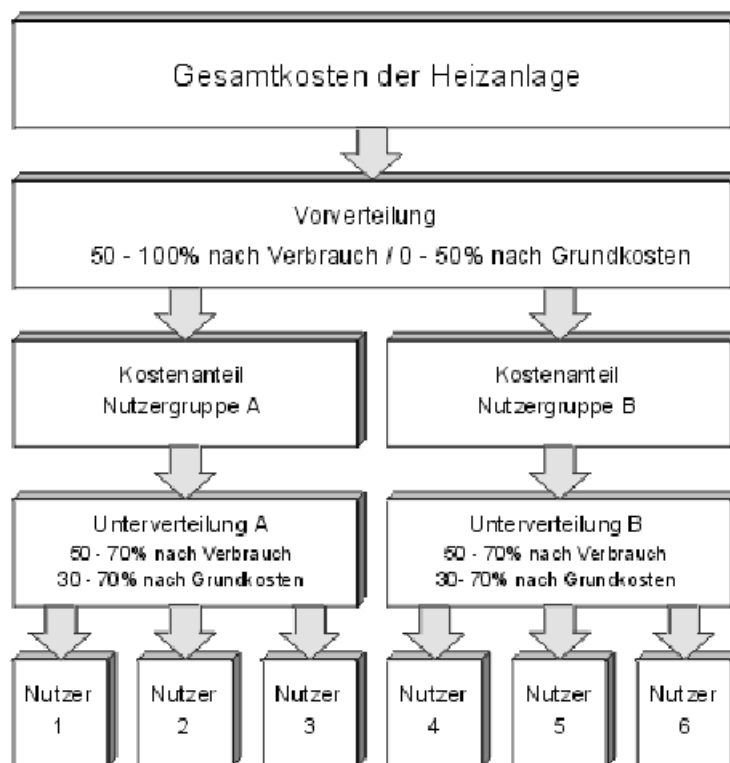 Gesamtkosten der Heizanlage
Vorverteilung
50 - 100% nach Verbrauch / 0 - 50% nach Grundkosten
Kostenanteil
Nutzergruppe A
Kostenanteil
Nutzergruppe B
Unterverteilung A
50 - 70% nach Verbrauch
30 - 70% nach Grundkosten
Unterverteilung B
50 - 70% nach Verbrauch
30- 70% nach Grundkosten
Nutzer
1
Nutzer
2
Nutzer
3
Nutzer
4
Nutzer
5
Nutzer
6